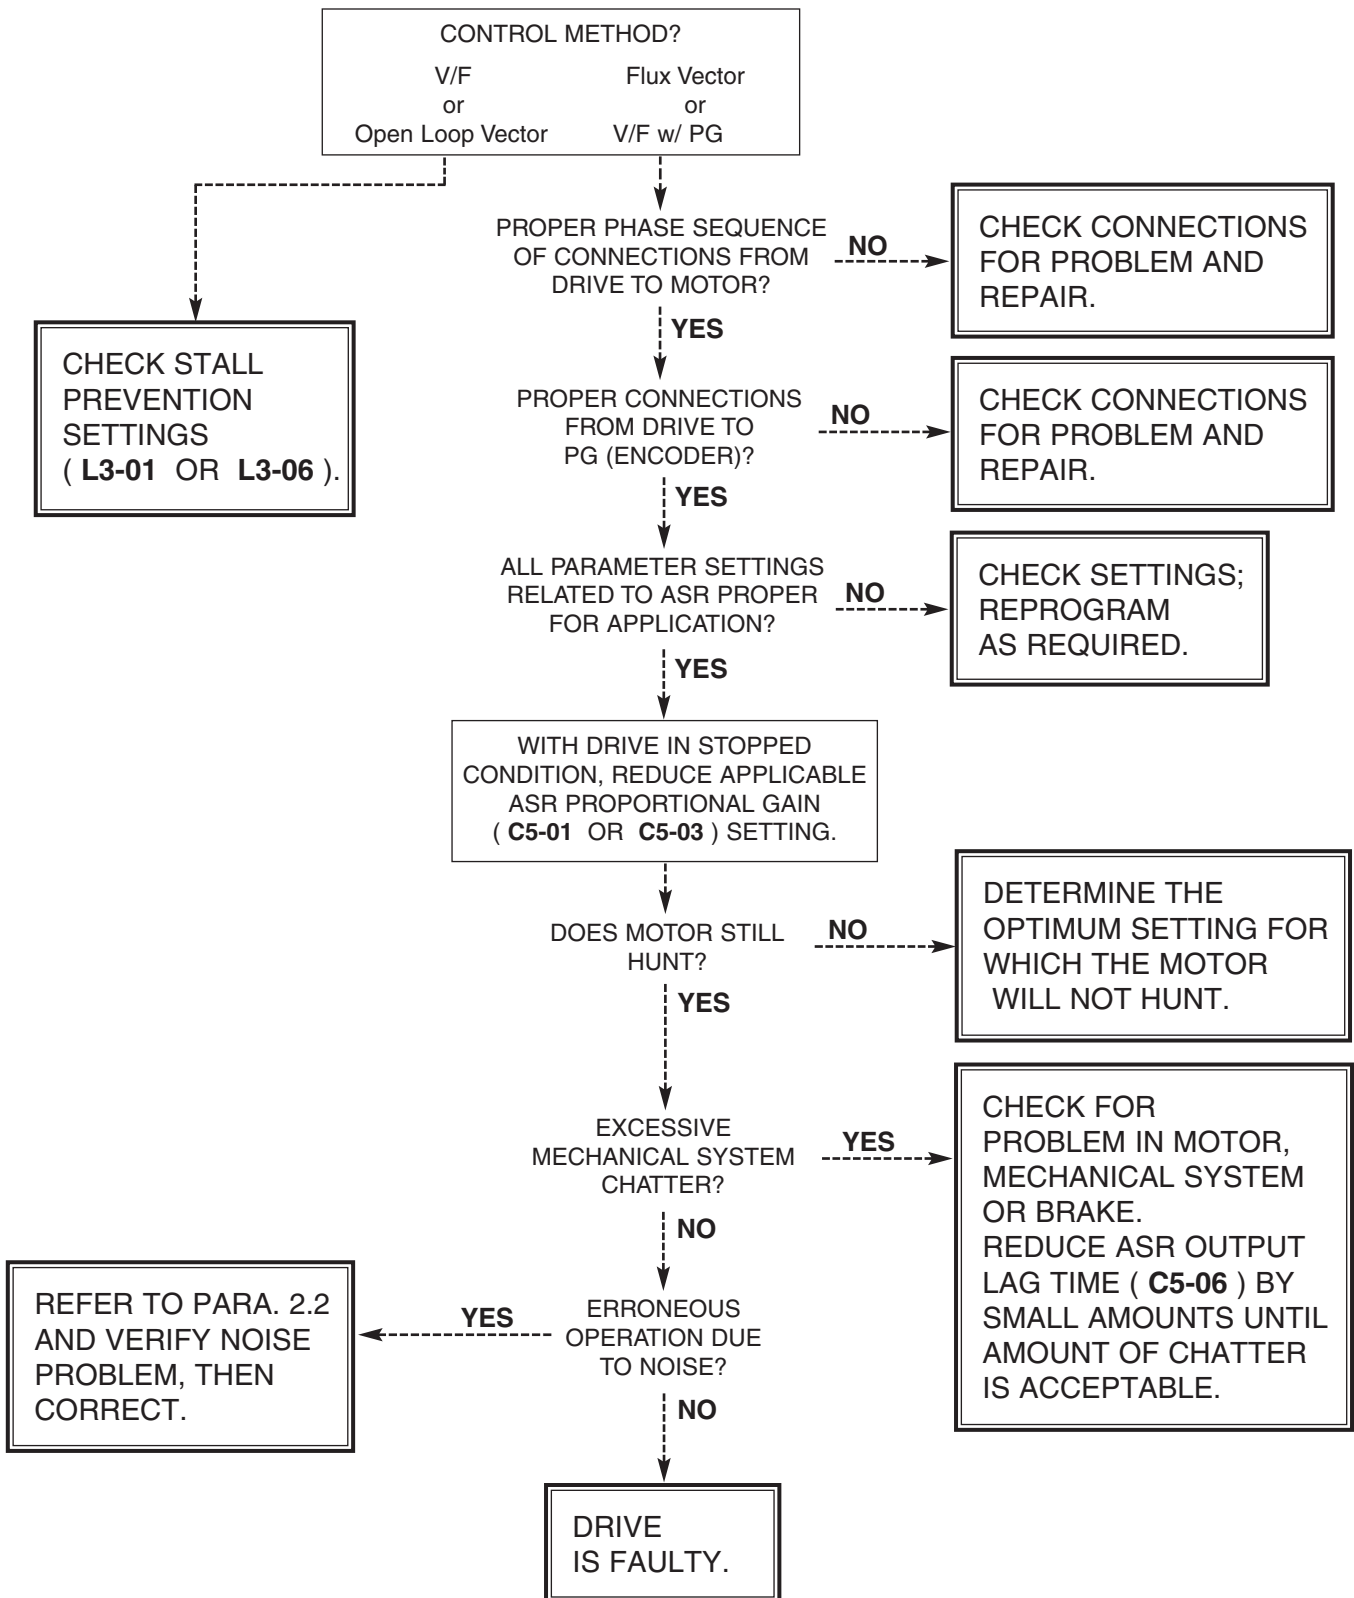 CONTROL METHOD?
V/F Flux Vector
or or
Open Loop Vector V/F w/ PG
PROPER PHASE SEQUENCE
OF CONNECTIONS FROM
DRIVE TO MOTOR?
NO
CHECK CONNECTIONS
FOR PROBLEM AND
REPAIR.
YES
CHECK STALL
PREVENTION
SETTINGS
( L3-01 OR L3-06 ).
PROPER CONNECTIONS
FROM DRIVE TO
PG (ENCODER)?
NO
CHECK CONNECTIONS
FOR PROBLEM AND
REPAIR.
YES
ALL PARAMETER SETTINGS
RELATED TO ASR PROPER
FOR APPLICATION?
NO
CHECK SETTINGS;
REPROGRAM
AS REQUIRED.
YES
WITH DRIVE IN STOPPED
CONDITION, REDUCE APPLICABLE
ASR PROPORTIONAL GAIN
( C5-01 OR C5-03 ) SETTING.
DOES MOTOR STILL
HUNT?
NO
DETERMINE THE
OPTIMUM SETTING FOR
WHICH THE MOTOR
WILL NOT HUNT.
YES
EXCESSIVE
MECHANICAL SYSTEM
CHATTER?
YES
CHECK FOR
PROBLEM IN MOTOR,
MECHANICAL SYSTEM
OR BRAKE.
REDUCE ASR OUTPUT
LAG TIME ( C5-06 ) BY
SMALL AMOUNTS UNTIL
AMOUNT OF CHATTER
IS ACCEPTABLE.
NO
ERRONEOUS
OPERATION DUE
TO NOISE?
YES
REFER TO PARA. 2.2
AND VERIFY NOISE
PROBLEM, THEN
CORRECT.
NO
DRIVE
IS FAULTY.